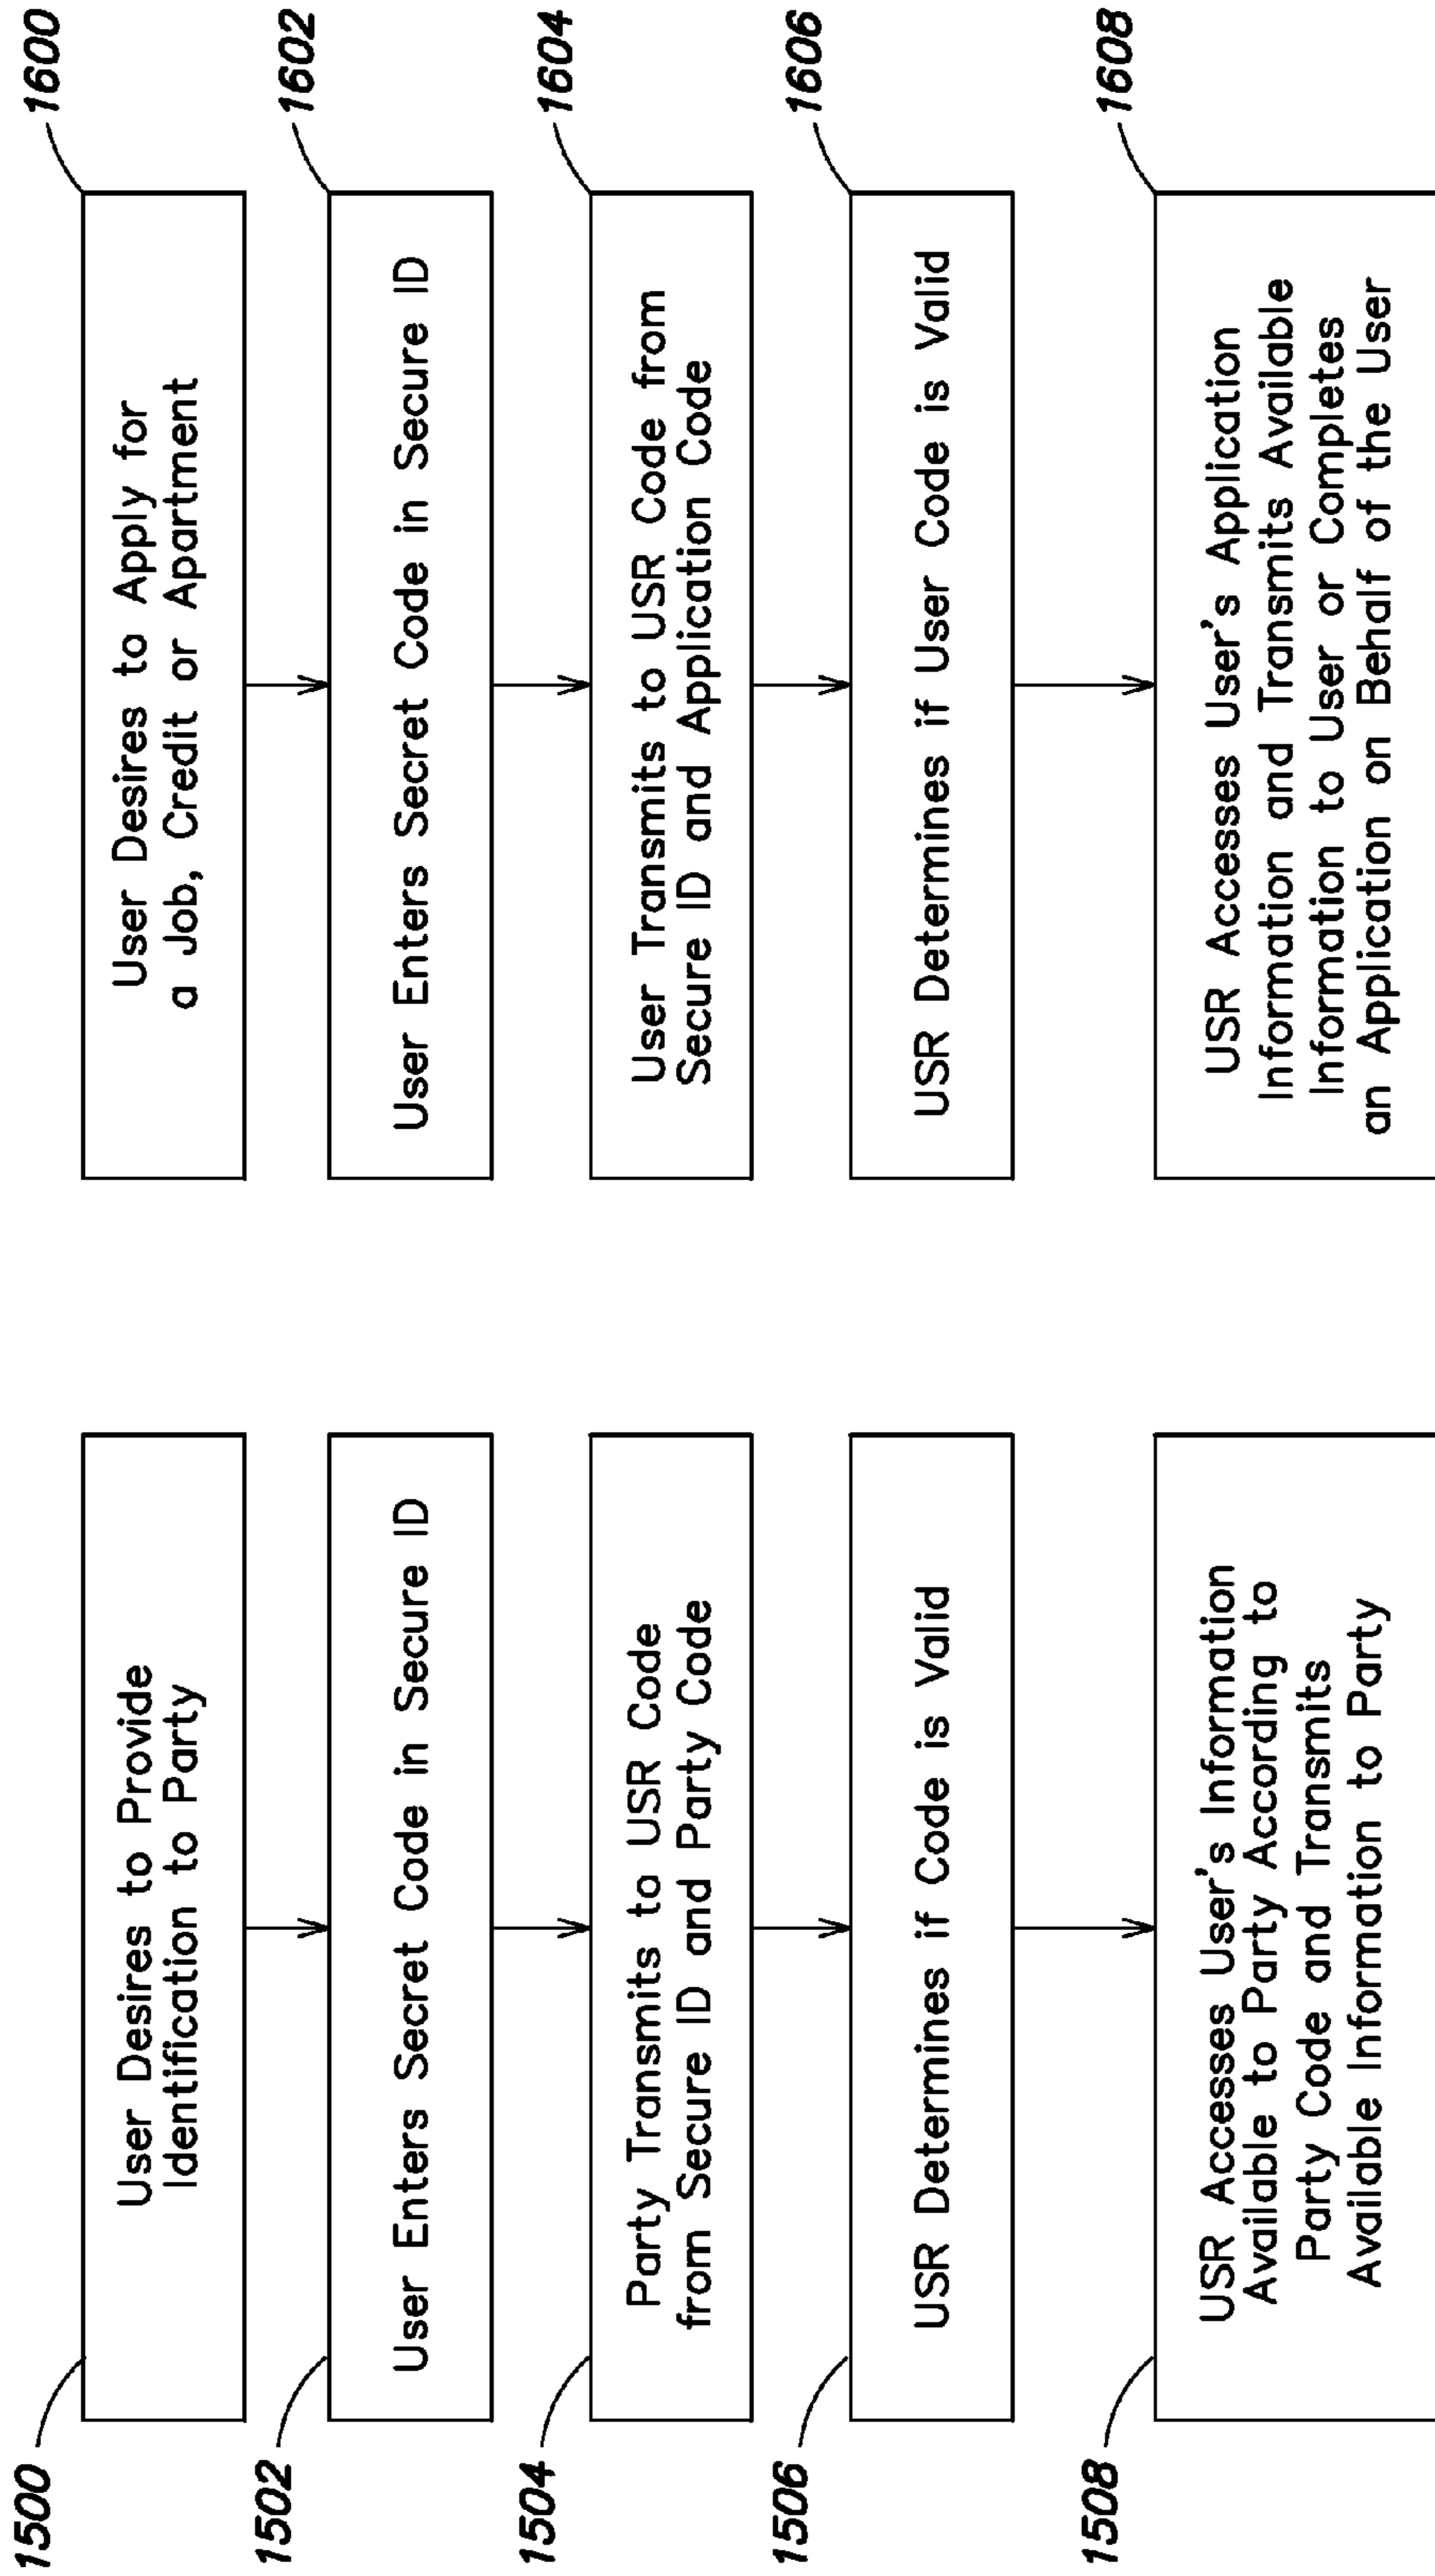 1500
User Desires to Provide
Identification to Party
1502
User Enters Secret Code in Secure ID
1504
Party Transmits to USR Code
from Secure ID and Party Code
1506
USR Determines if Code is Valid
1508
USR Accesses User's Information
Available to Party According to
Party Code and Transmits
Available Information to Party
1600
User Desires to Apply for
a Job, Credit or Apartment
1602
User Enters Secret Code in Secure ID
1604
User Transmits to USR Code from
Secure ID and Application Code
1606
USR Determines if User Code is Valid
1608
USR Accesses User's Application
Information and Transmits Available
Information to User or Completes
an Application on Behalf of the User